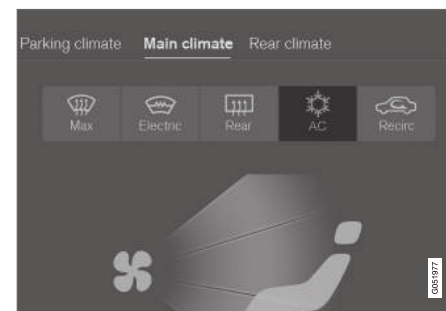 Parking climate Main climate Rear climate
Max Electric Rear AC Recirc
G051977